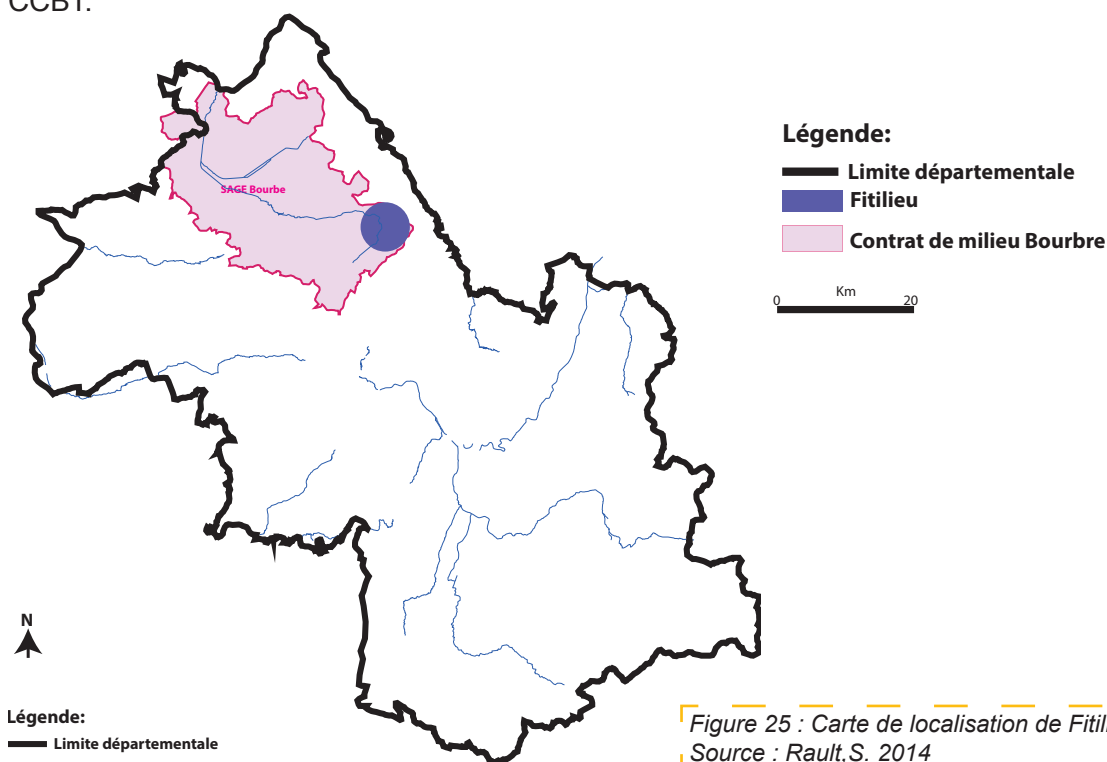 CCBT.
SAGE Bourbe
Légende:
Limite départementale
Fitilieu
Contrat de milieu Bourbre
Km
0 20
N
Légende:
Limite départementale
Figure 25 : Carte de localisation de Fitil
Source : Rault.S. 2014